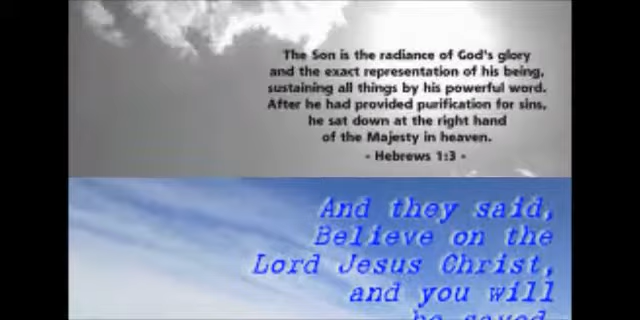 The Son is the radiance of God's glory
and the exact representation of his being,
sustaining all things by his powerful word.
After he had provided purification for sins,
he sat down at the right hand
of the Majesty in heaven.
- Hebrews 1:3 -
And they said,
Believe on the
Lord Jesus Christ,
and you will
be saved,